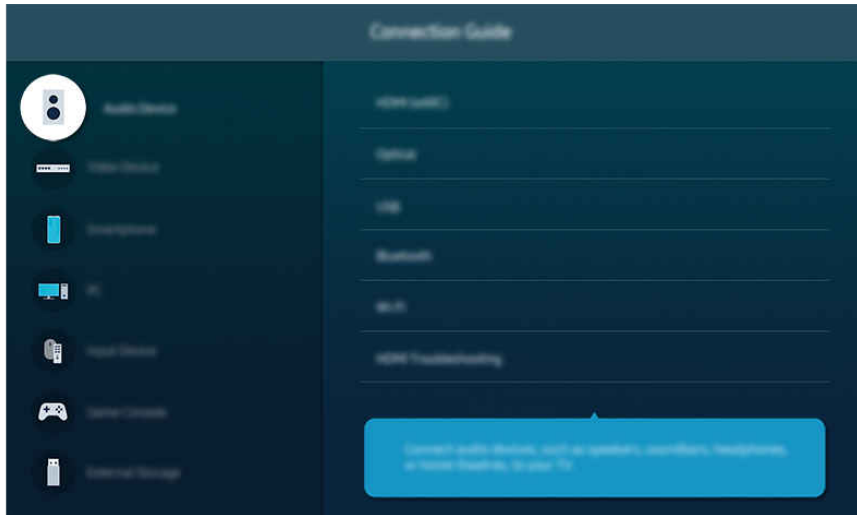 Connection Guide
Audio Device
Video Device
Smartphone
PC
Input Device
Game Console
External Storage
HDMI (eARC)
Optical
USB
Bluetooth
Wi-Fi
HDMI Troubleshooting
Connect audio devices, such as speakers, soundbars, headphones,
or home theatres, to your TV.